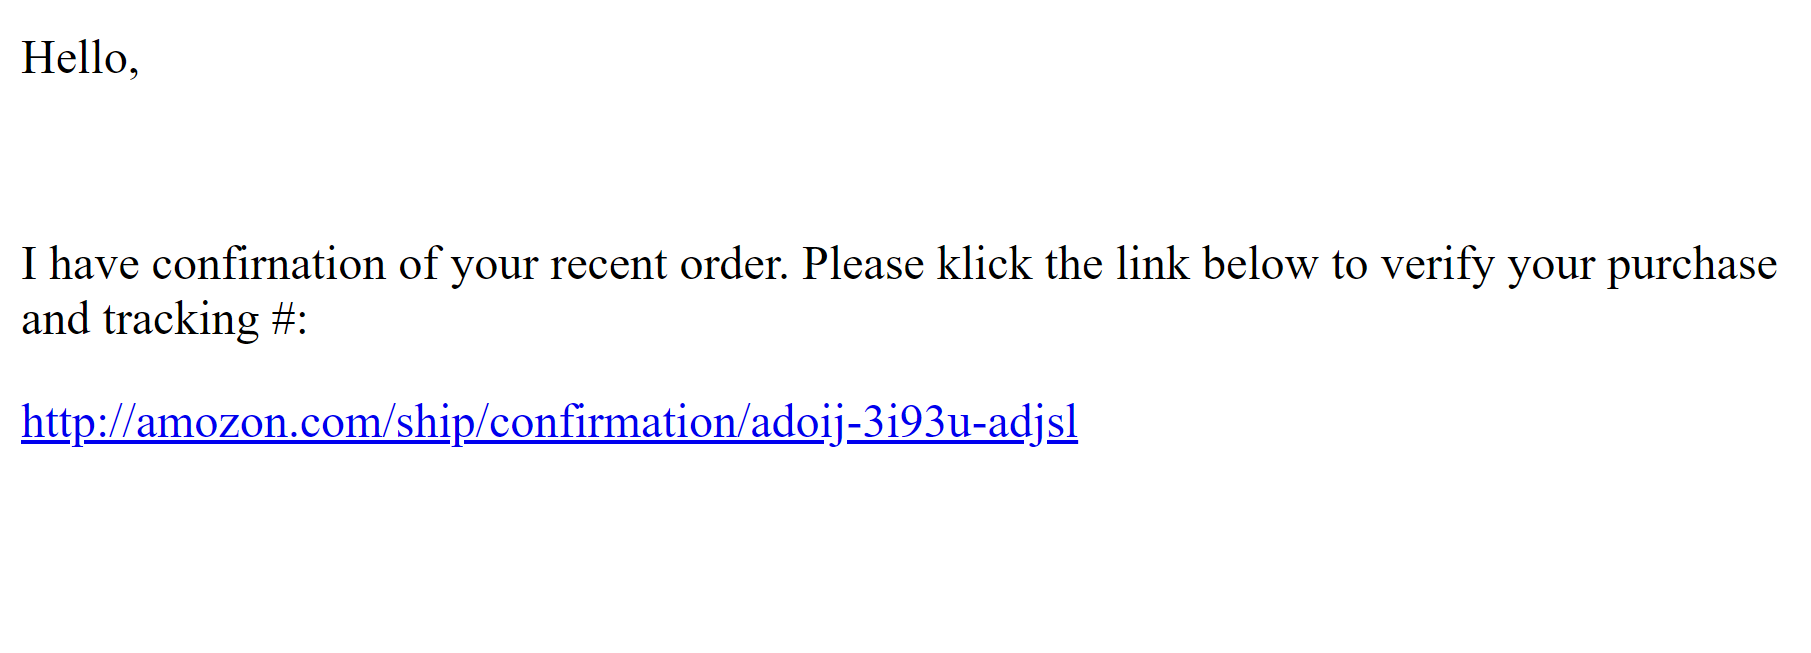 Hello,
I have confirnation of your recent order. Please klick the link below to verify your purchase
and tracking #:
http://amozon.com/ship/confirmation/adoij-3i93u-adjsl